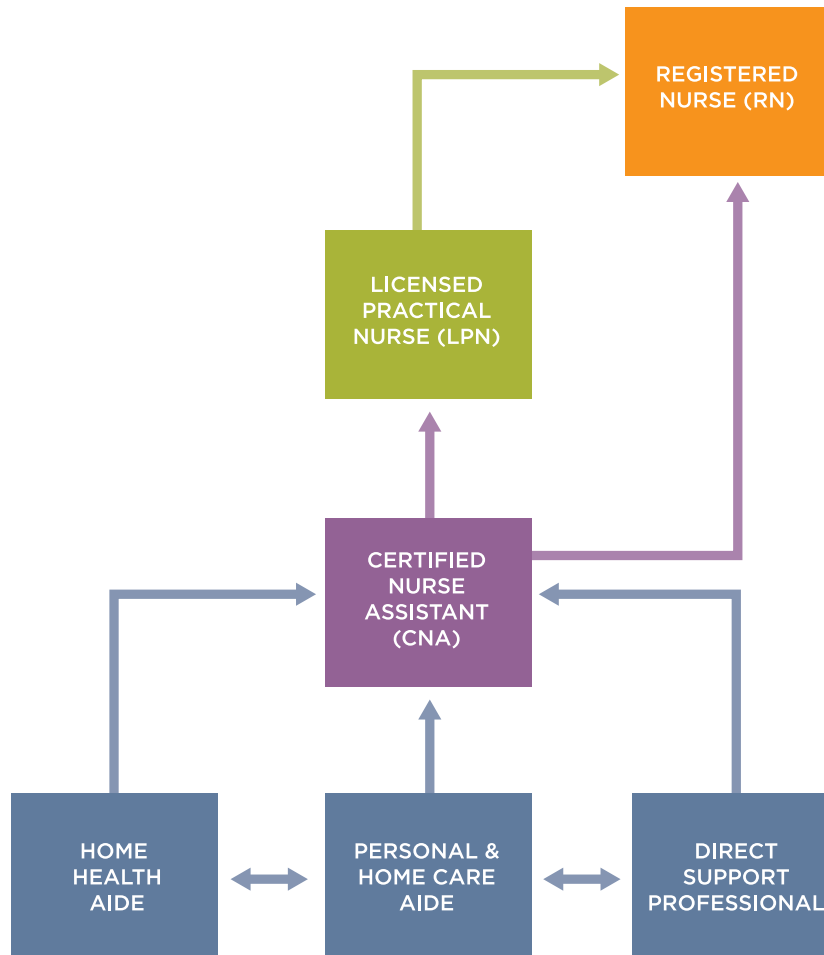 REGISTERED
NURSE (RN)
LICENSED
PRACTICAL
NURSE (LPN)
CERTIFIED
NURSE
ASSISTANT
(CNA)
HOME
HEALTH
AIDE
PERSONAL &
HOME CARE
AIDE
DIRECT
SUPPORT
PROFESSIONAL